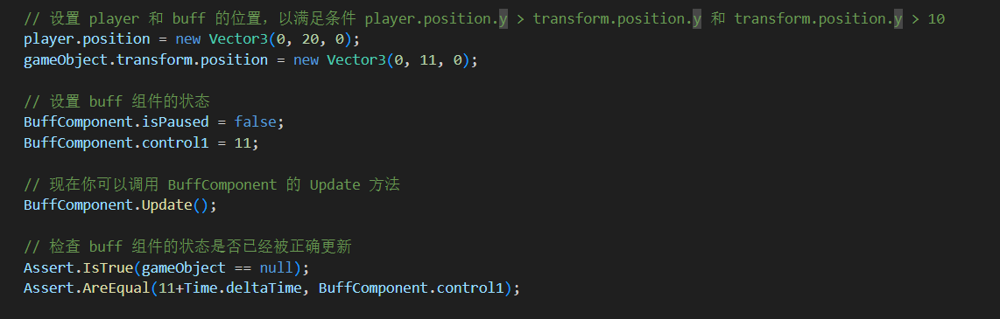 // 设置 player 和 buff 的位置，以满足条件 player.position.y > transform.position.y 和 transform.position.y > 10
player.position = new Vector3(0, 20, 0);
gameObject.transform.position = new Vector3(0, 11, 0);
// 设置 buff 组件的状态
BuffComponent.isPaused = false;
BuffComponent.control1 = 11;
// 现在你可以调用 BuffComponent 的 Update 方法
BuffComponent.Update();
// 检查 buff 组件的状态是否已经被正确更新
Assert.IsTrue(gameObject == null);
Assert.AreEqual(11+Time.deltaTime, BuffComponent.control1);